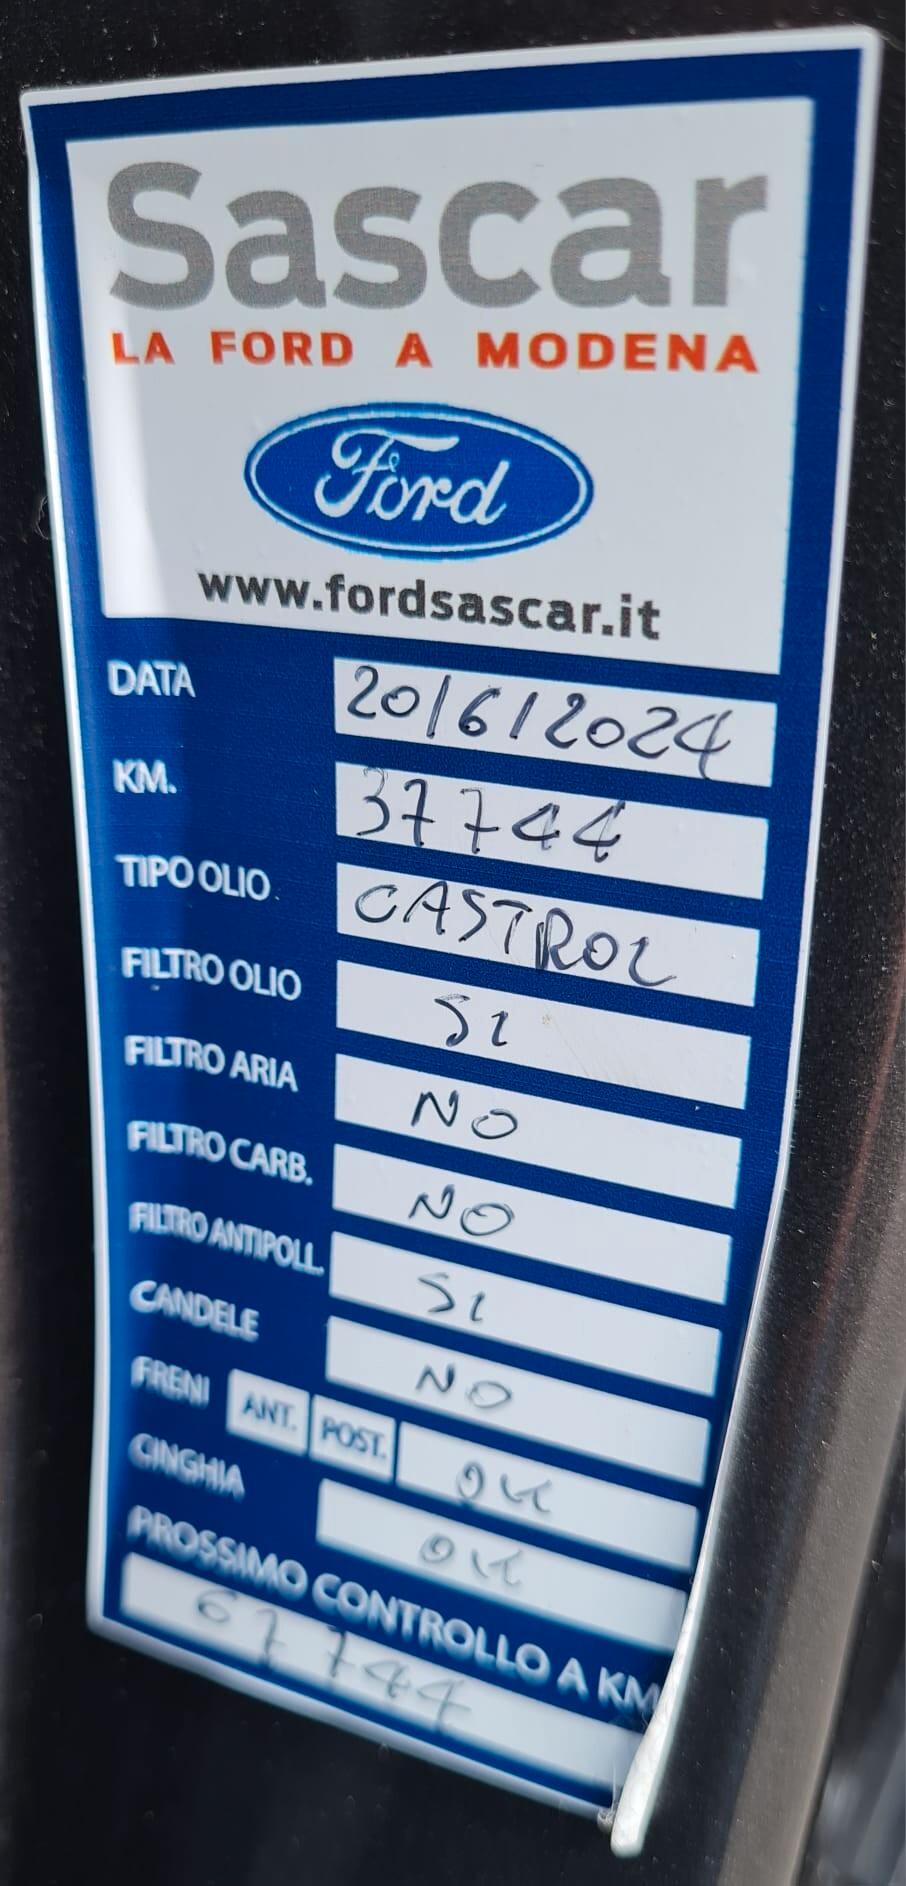 Sascar
LA FORD A MODENA
Ford
www.fordsascar.it
DATA 20/6/2024
KM. 37744
TIPO OLIO CASTROL
FILTRO OLIO SI
FILTRO ARIA NO
FILTRO CARB. NO
FILTRO ANTIPOLL. SI
CANDELE NO
FRENI ANT. POST. OK
CINGHIA OK
PROSSIMO CONTROLLO A KM
67744